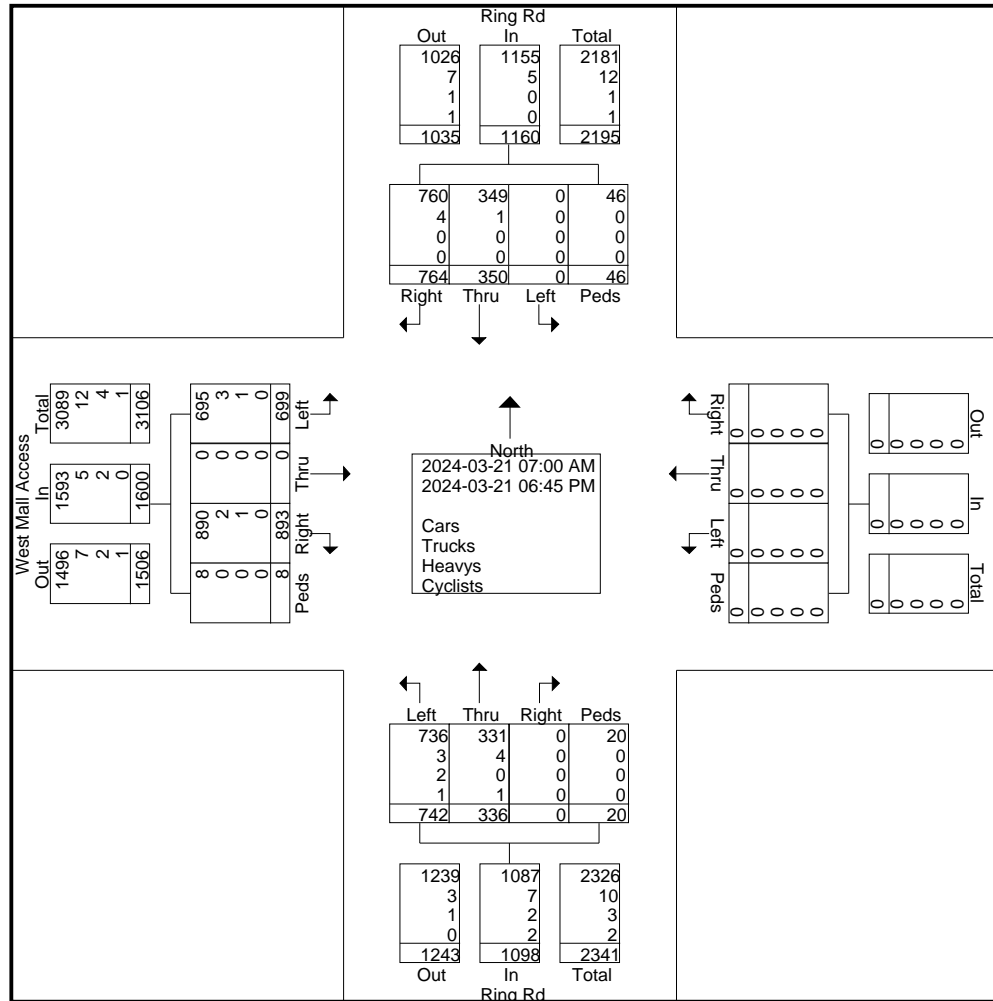 Ring Rd
Out In Total
1026 1155 2181
7 5 12
1 0 1
1 0 1
1035 1160 2195
760 349 0 46
4 1 0 0
0 0 0 0
0 0 0 0
764 350 0 46
Right Thru Left Peds
West Mall Access
Total
3089 12 4 1 3106
In
1593 5 2 0 1600
Out
1496 7 2 1 1506
Left
695 3 1 0 699
Thru
0 0 0 0 0
Right
890 2 1 0 893
Peds
8 0 0 0 8
North
2024-03-21 07:00 AM
2024-03-21 06:45 PM
Cars
Trucks
Heavys
Cyclists
Right
0 0 0 0 0
Thru
0 0 0 0 0
Left
0 0 0 0 0
Peds
0 0 0 0 0
Out
0 0 0 0 0
In
0 0 0 0 0
Total
0 0 0 0 0
Left Thru Right Peds
736 331 0 20
3 4 0 0
2 0 0 0
1 1 0 0
742 336 0 20
1239 1087 2326
3 7 10
1 2 3
0 2 2
1243 1098 2341
Out In Total
Ring Rd